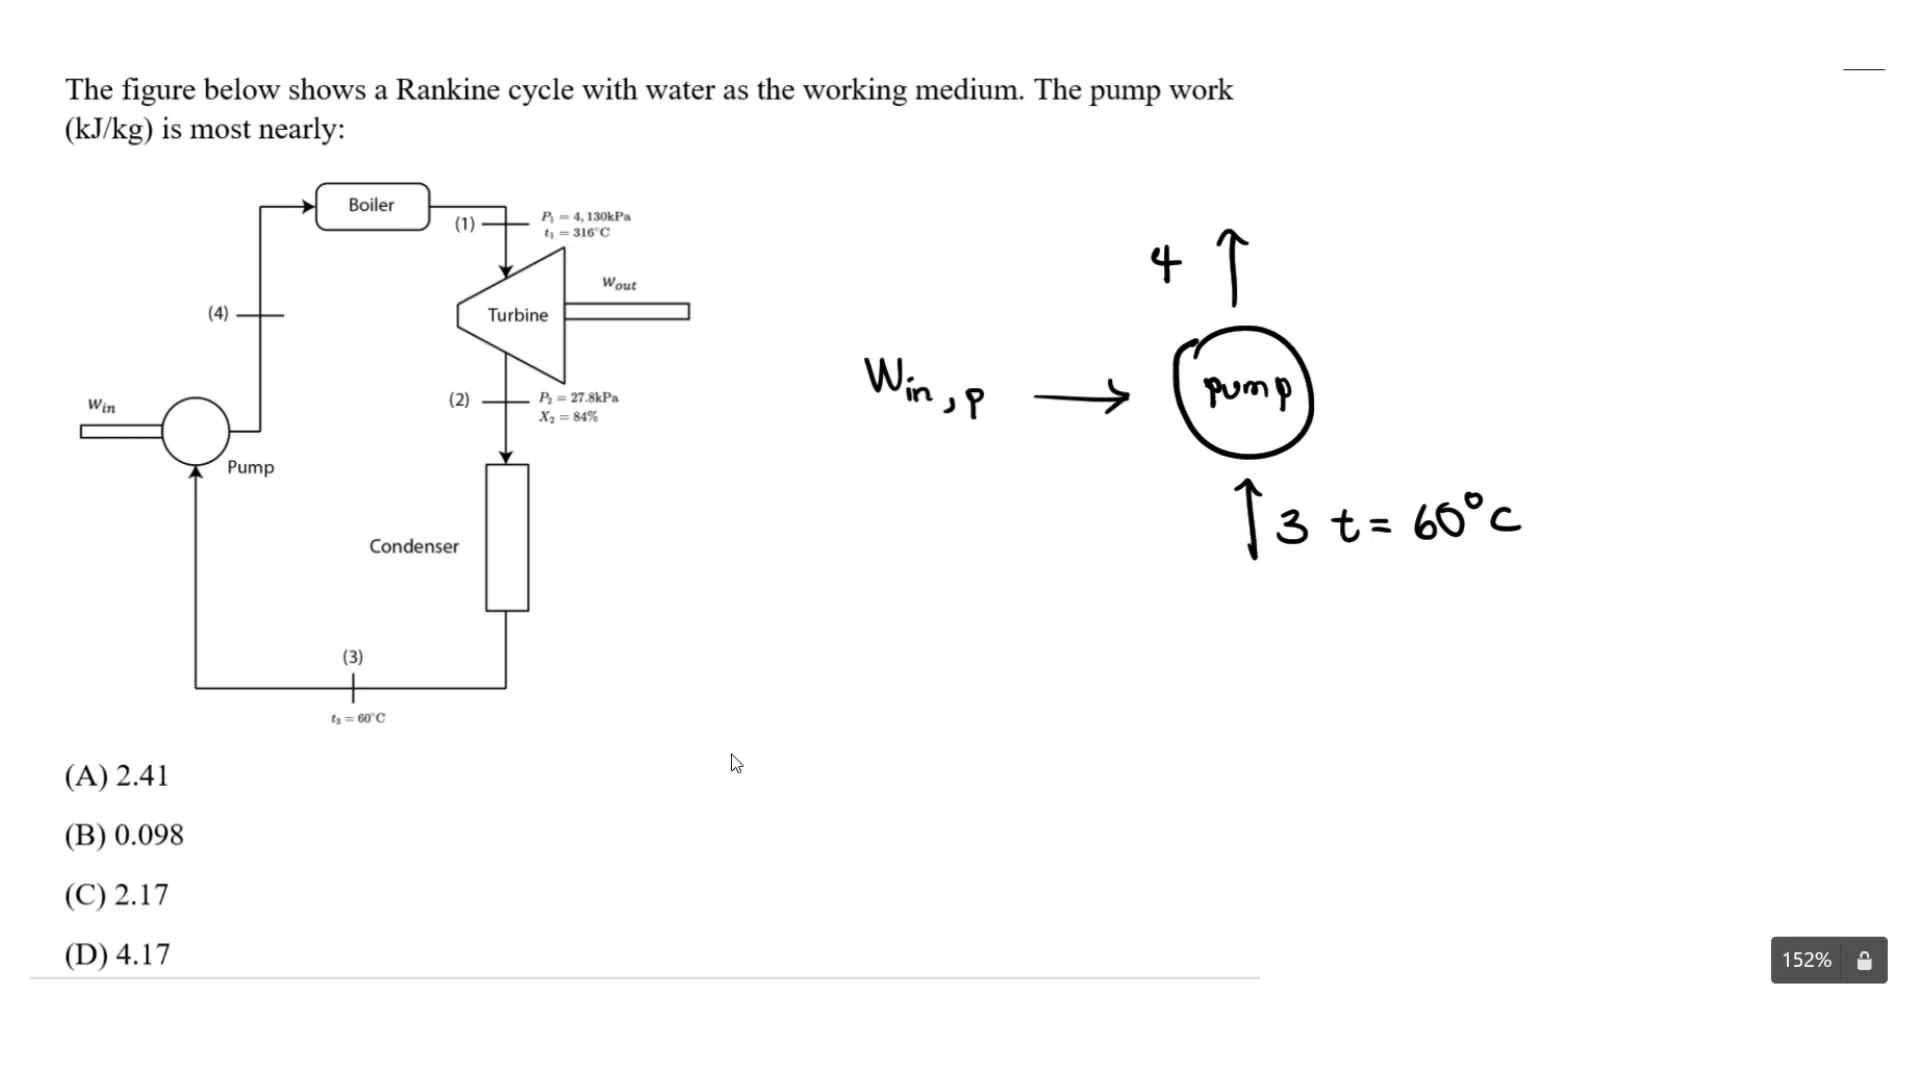 The figure below shows a Rankine cycle with water as the working medium. The pump work
(kJ/kg) is most nearly:
Boiler
(1)
P₁ = 4,130kPa
t₁ = 316°C
Wout
(4)
Turbine
Win
(2)
P₂ = 27.8kPa
X₂ = 84%
Pump
Condenser
(3)
t₃ = 60°C
(A) 2.41
(B) 0.098
(C) 2.17
(D) 4.17
4
Win,p
pump
3 t = 60°C
152%